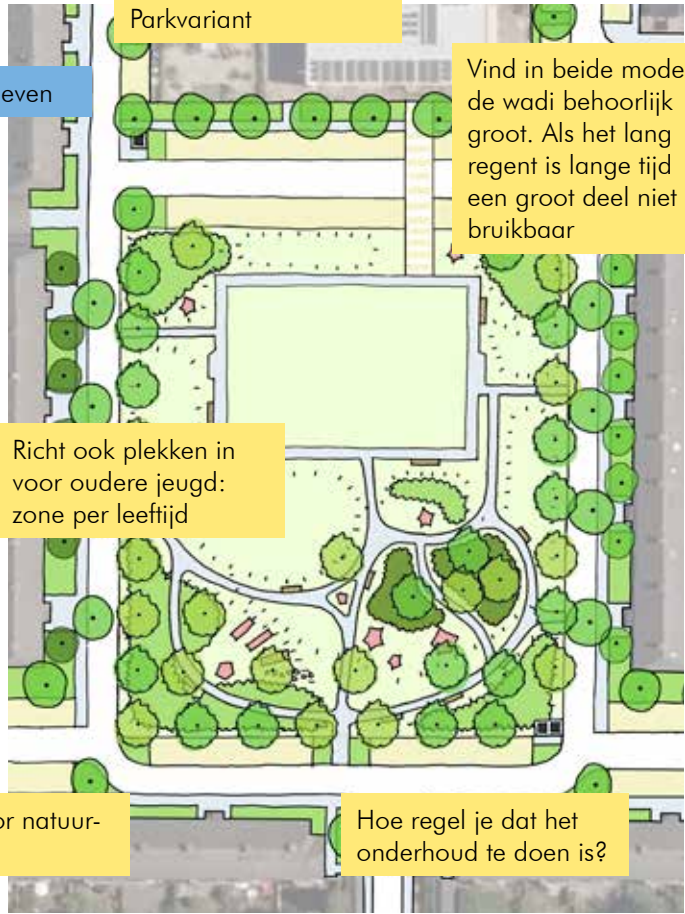 Parkvariant
even
Vind in beide mode
de wadi behoorlijk
groot. Als het lang
regent is lange tijd
een groot deel niet
bruikbaar
Richt ook plekken in
voor oudere jeugd:
zone per leeftijd
or natuur-
Hoe regel je dat het
onderhoud te doen is?